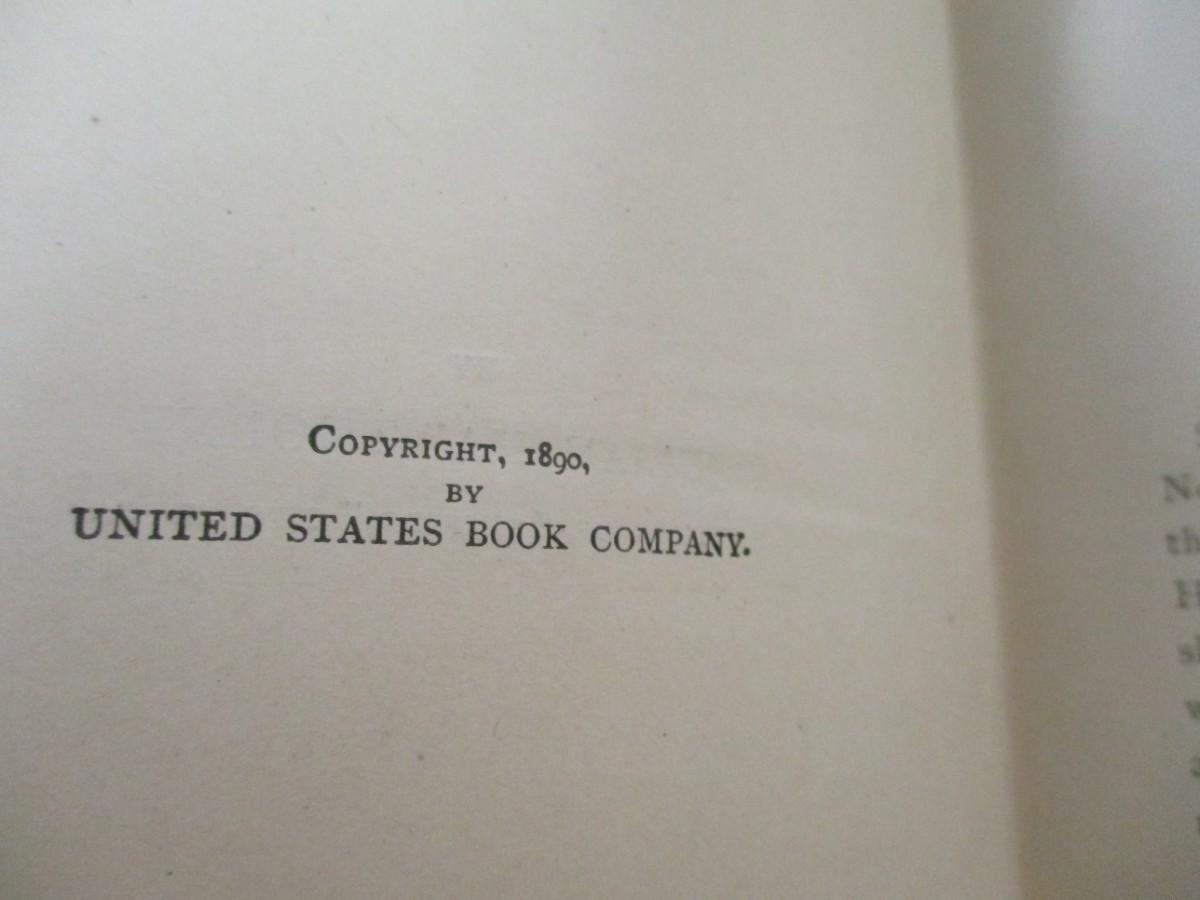 COPYRIGHT, 1890,
BY
UNITED STATES BOOK COMPANY.